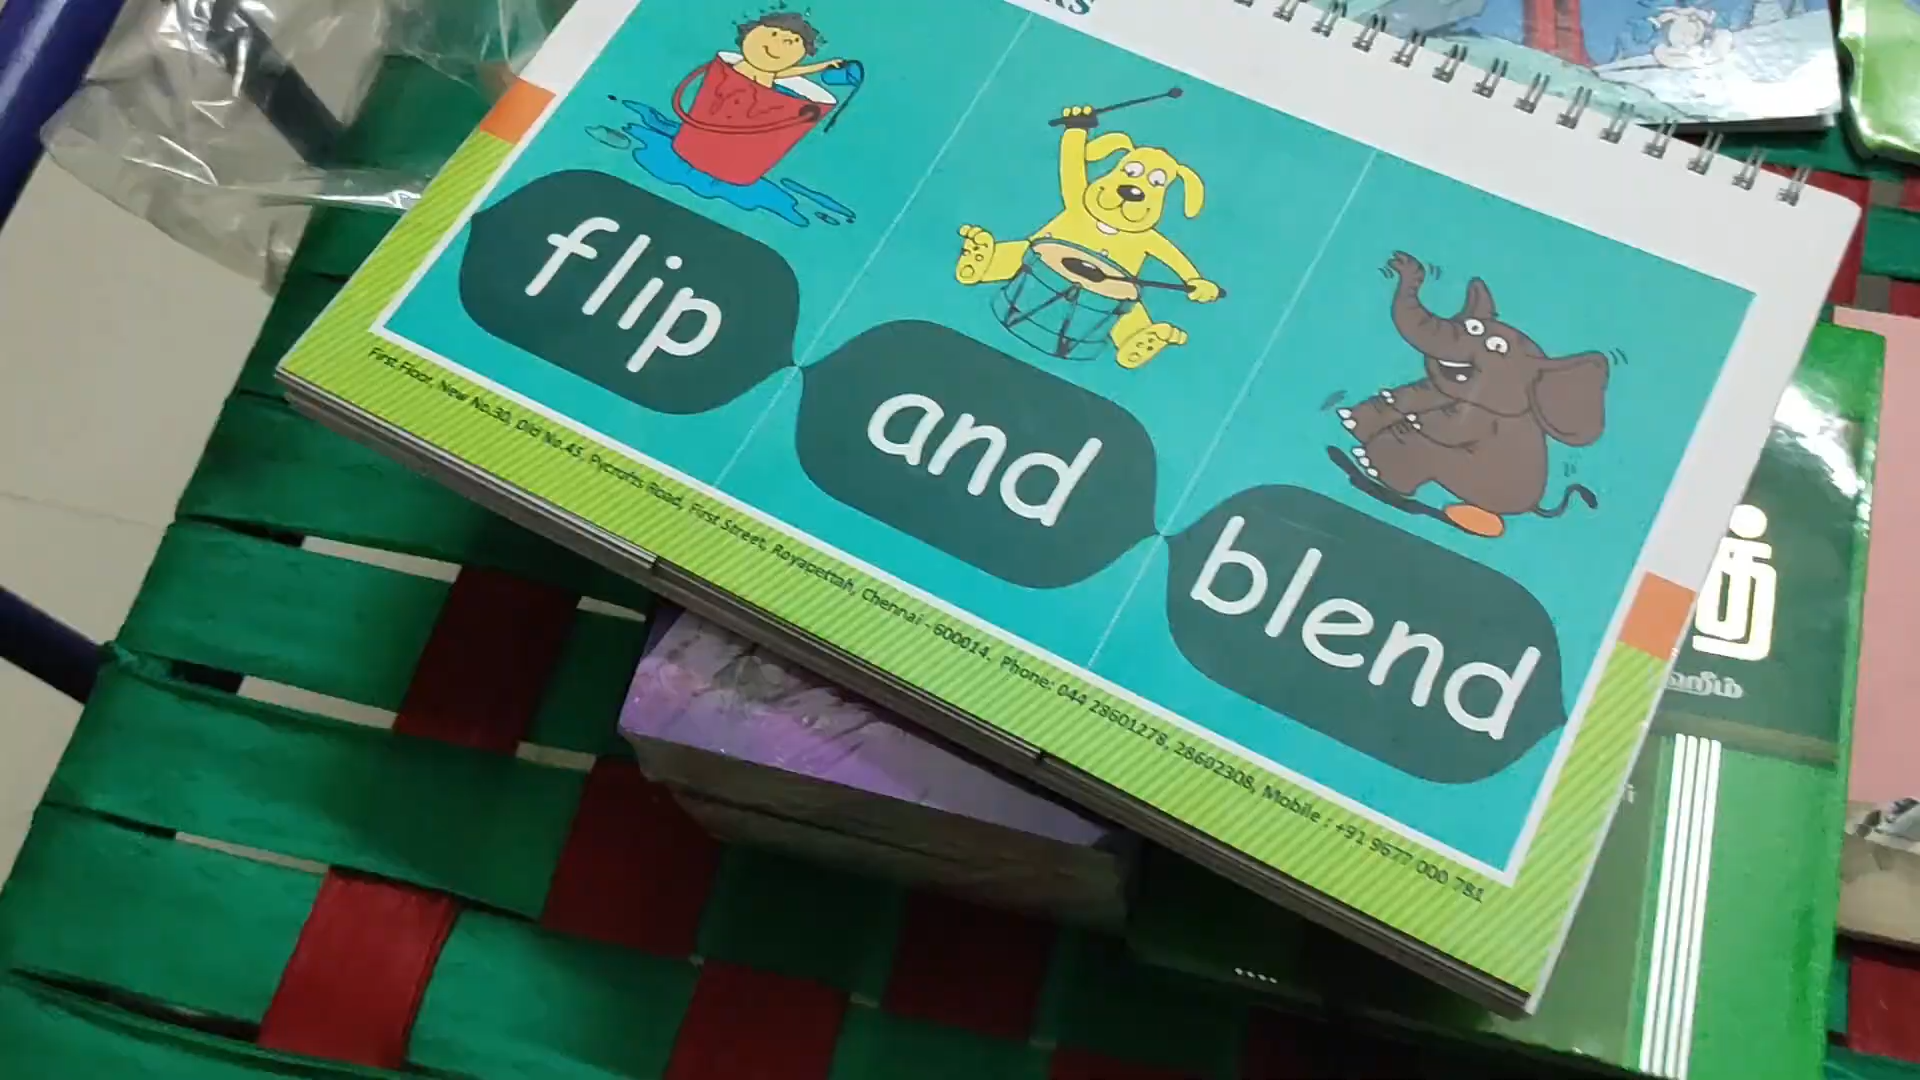 flip
and
blend
First Floor, New No.30, Old No.45, Pycrofts Road, First Street, Royapettah, Chennai - 600014. Phone: 044 28601278, 28602308, Mobile : +91 9677 000 781